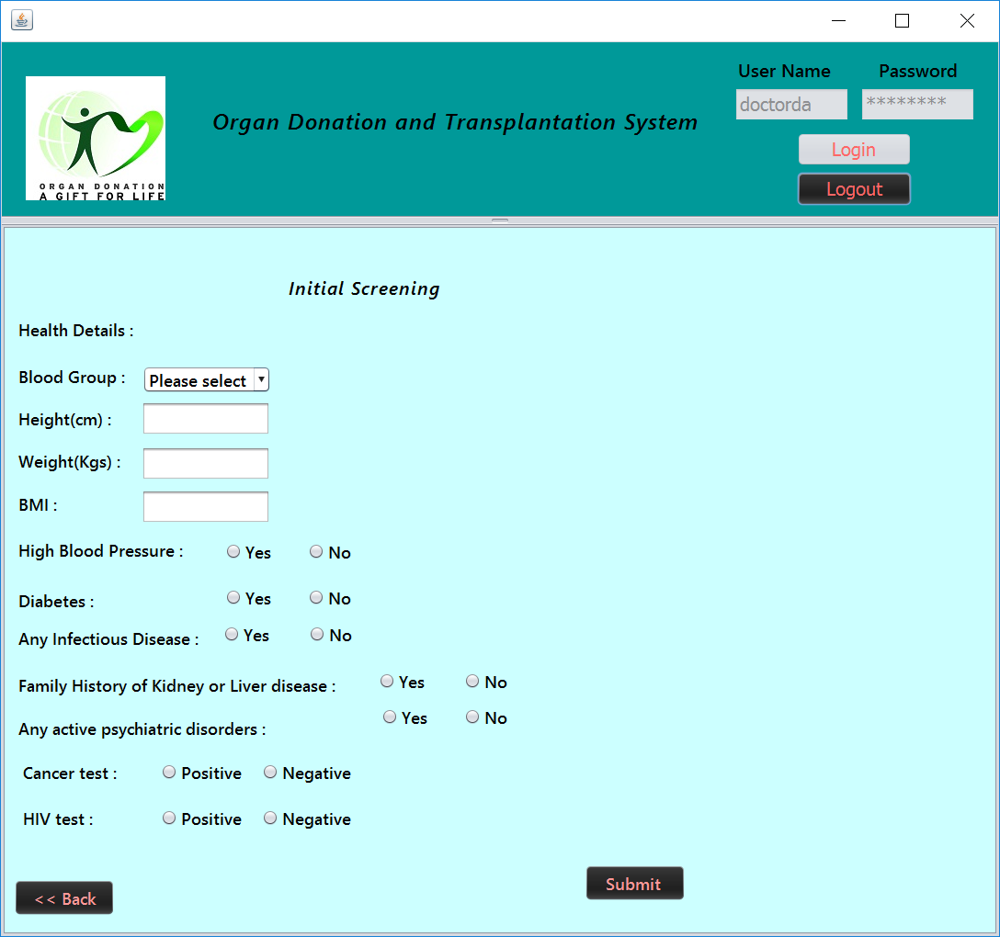 User Name Password
doctorda ********
Organ Donation and Transplantation System
Login
Logout
ORGAN DONATION
A GIFT FOR LIFE
Initial Screening
Health Details :
Blood Group : Please select
Height(cm) :
Weight(Kgs) :
BMI :
High Blood Pressure : Yes No
Diabetes : Yes No
Any Infectious Disease : Yes No
Family History of Kidney or Liver disease : Yes No
Any active psychiatric disorders : Yes No
Cancer test : Positive Negative
HIV test : Positive Negative
Submit
<< Back